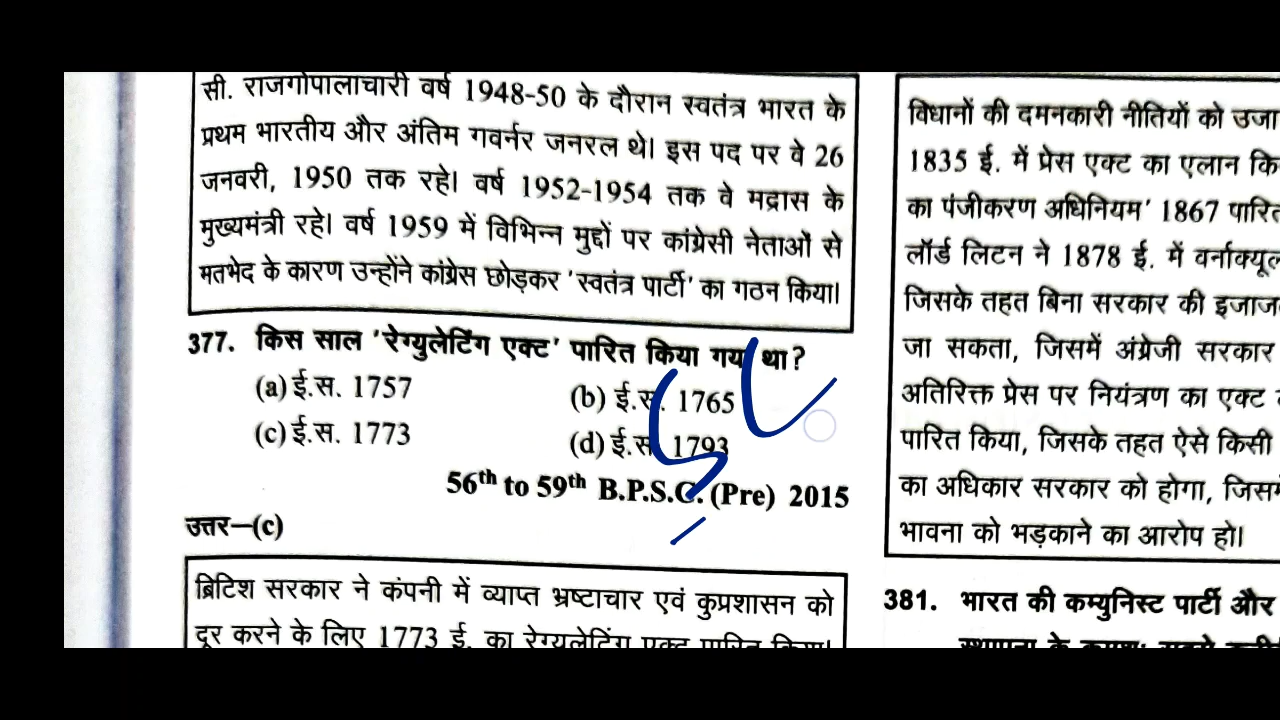 सी. राजगोपालाचारी वर्ष 1948-50 के दौरान स्वतंत्र भारत के
प्रथम भारतीय और अंतिम गवर्नर जनरल थे। इस पद पर वे 26
जनवरी, 1950 तक रहे। वर्ष 1952-1954 तक वे मद्रास के
मुख्यमंत्री रहे। वर्ष 1959 में विभिन्न मुद्दों पर कांग्रेसी नेताओं से
मतभेद के कारण उन्होंने कांग्रेस छोड़कर 'स्वतंत्र पार्टी' का गठन किया।
377. किस साल 'रेग्युलेटिंग एक्ट' पारित किया गया था?
(a) ई.स. 1757 (b) ई.स. 1765
(c) ई.स. 1773 (d) ई.स. 1793
56th to 59th B.P.S.C. (Pre) 2015
उत्तर—(c)
ब्रिटिश सरकार ने कंपनी में व्याप्त भ्रष्टाचार एवं कुप्रशासन को
दूर करने के लिए 1773 ई. का रेग्युलेटिंग एक्ट पारित किया।
विधानों की दमनकारी नीतियों को
1835 ई. में प्रेस एक्ट का एलान
का पंजीकरण अधिनियम' 1867
लॉर्ड लिटन ने 1878 ई. में
जिसके तहत बिना सरकार की
जा सकता, जिसमें अंग्रेजी सरकार
अतिरिक्त प्रेस पर नियंत्रण का एक्ट
पारित किया, जिसके तहत ऐसे किसी
का अधिकार सरकार को होगा,
भावना को भड़काने का आरोप हो।
381. भारत की कम्युनिस्ट पार्टी और